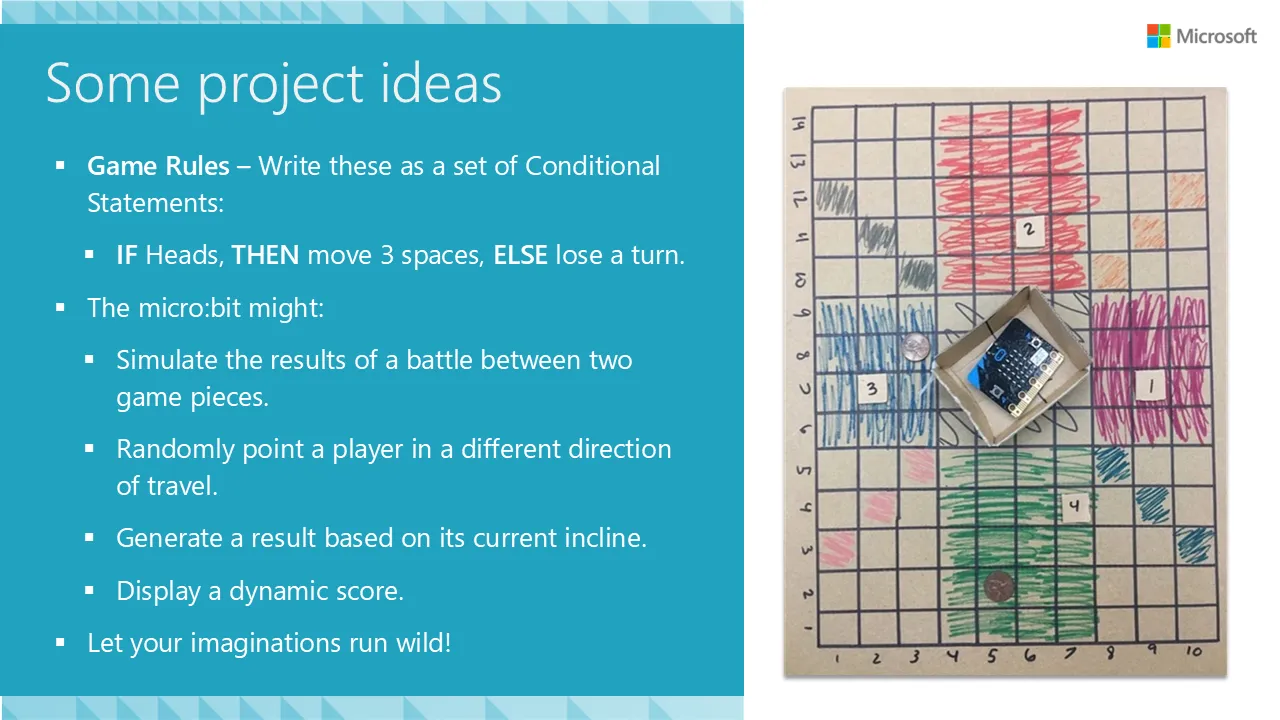 Microsoft
Some project ideas
▪ Game Rules – Write these as a set of Conditional
Statements:
▪ IF Heads, THEN move 3 spaces, ELSE lose a turn.
▪ The micro:bit might:
▪ Simulate the results of a battle between two
game pieces.
▪ Randomly point a player in a different direction
of travel.
▪ Generate a result based on its current incline.
▪ Display a dynamic score.
▪ Let your imaginations run wild!
14
13
12
11
10
9
8
7
6
5
4
3
2
1
2
3
1
4
1 2 3 4 5 6 7 8 9 10